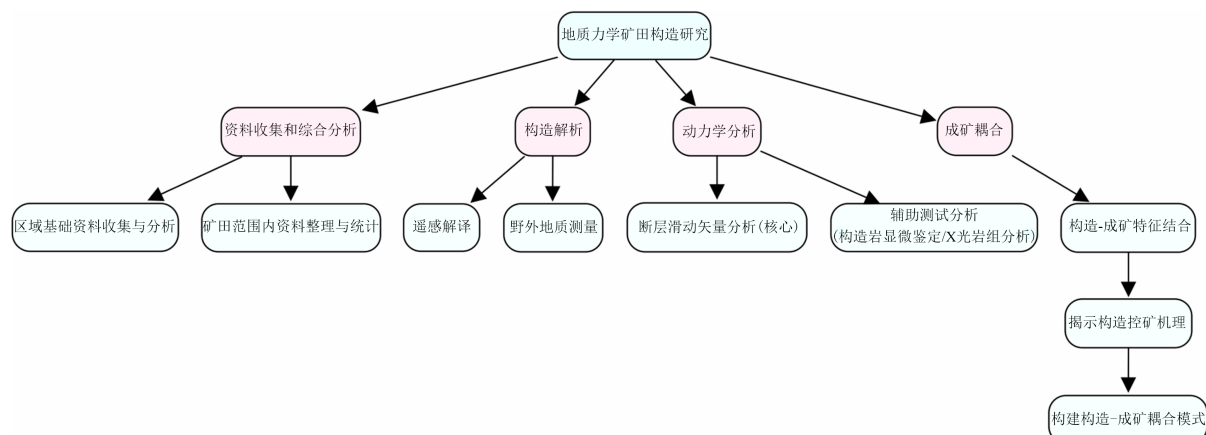 地质力学矿田构造研究
资料收集和综合分析
构造解析
动力学分析
成矿耦合
区域基础资料收集与分析
矿田范围内资料整理与统计
遥感解译
野外地质测量
断层滑动矢量分析(核心)
辅助测试分析
(构造岩显微鉴定/X光岩组分析)
构造-成矿特征结合
揭示构造控矿机理
构建构造-成矿耦合模式